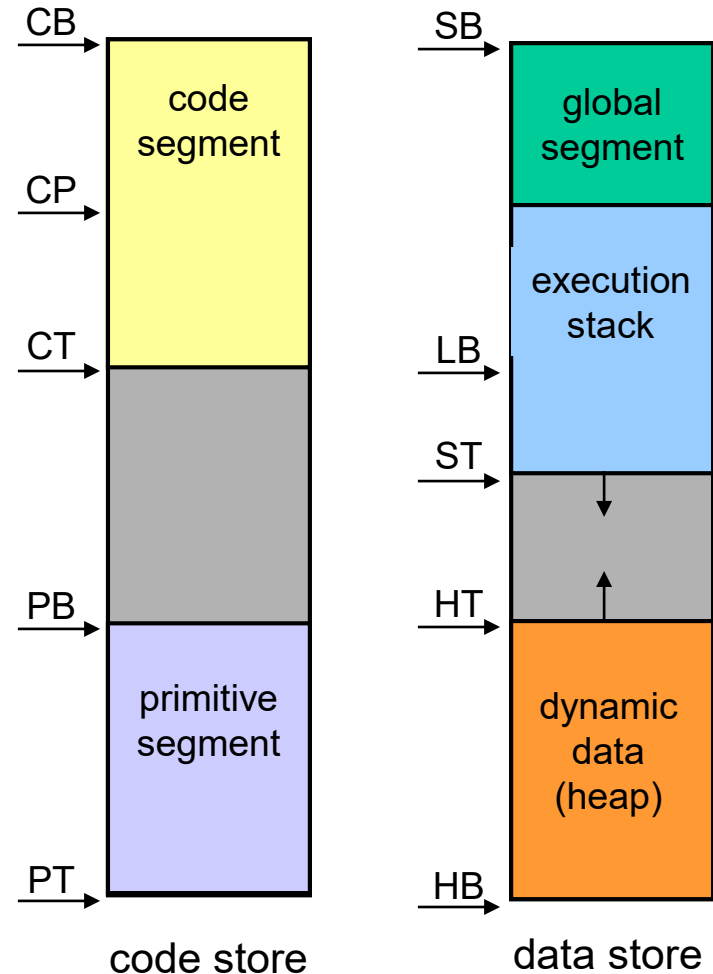 CB
code
segment
CP
CT
PB
primitive
segment
PT
code store
SB
global
segment
execution
stack
LB
ST
HT
dynamic
data
(heap)
HB
data store